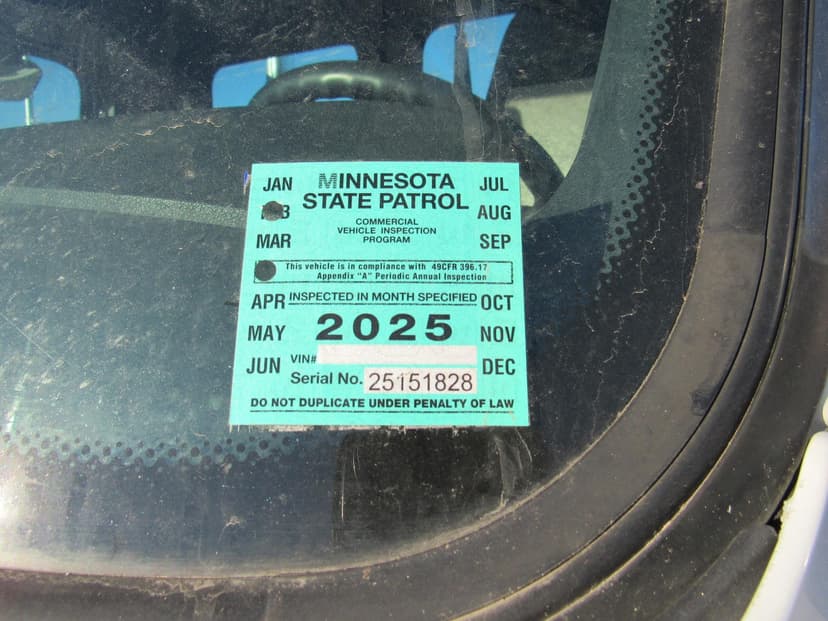 MINNESOTA
STATE PATROL
COMMERCIAL
VEHICLE INSPECTION
PROGRAM
JAN
MAR
JUL
AUG
SEP
This vehicle is in compliance with 49CFR 396.17
Appendix "A" Periodic Annual Inspection
INSPECTED IN MONTH SPECIFIED
APR
MAY
JUN
2025
OCT
NOV
DEC
VIN#
Serial No. 25151828
DO NOT DUPLICATE UNDER PENALTY OF LAW